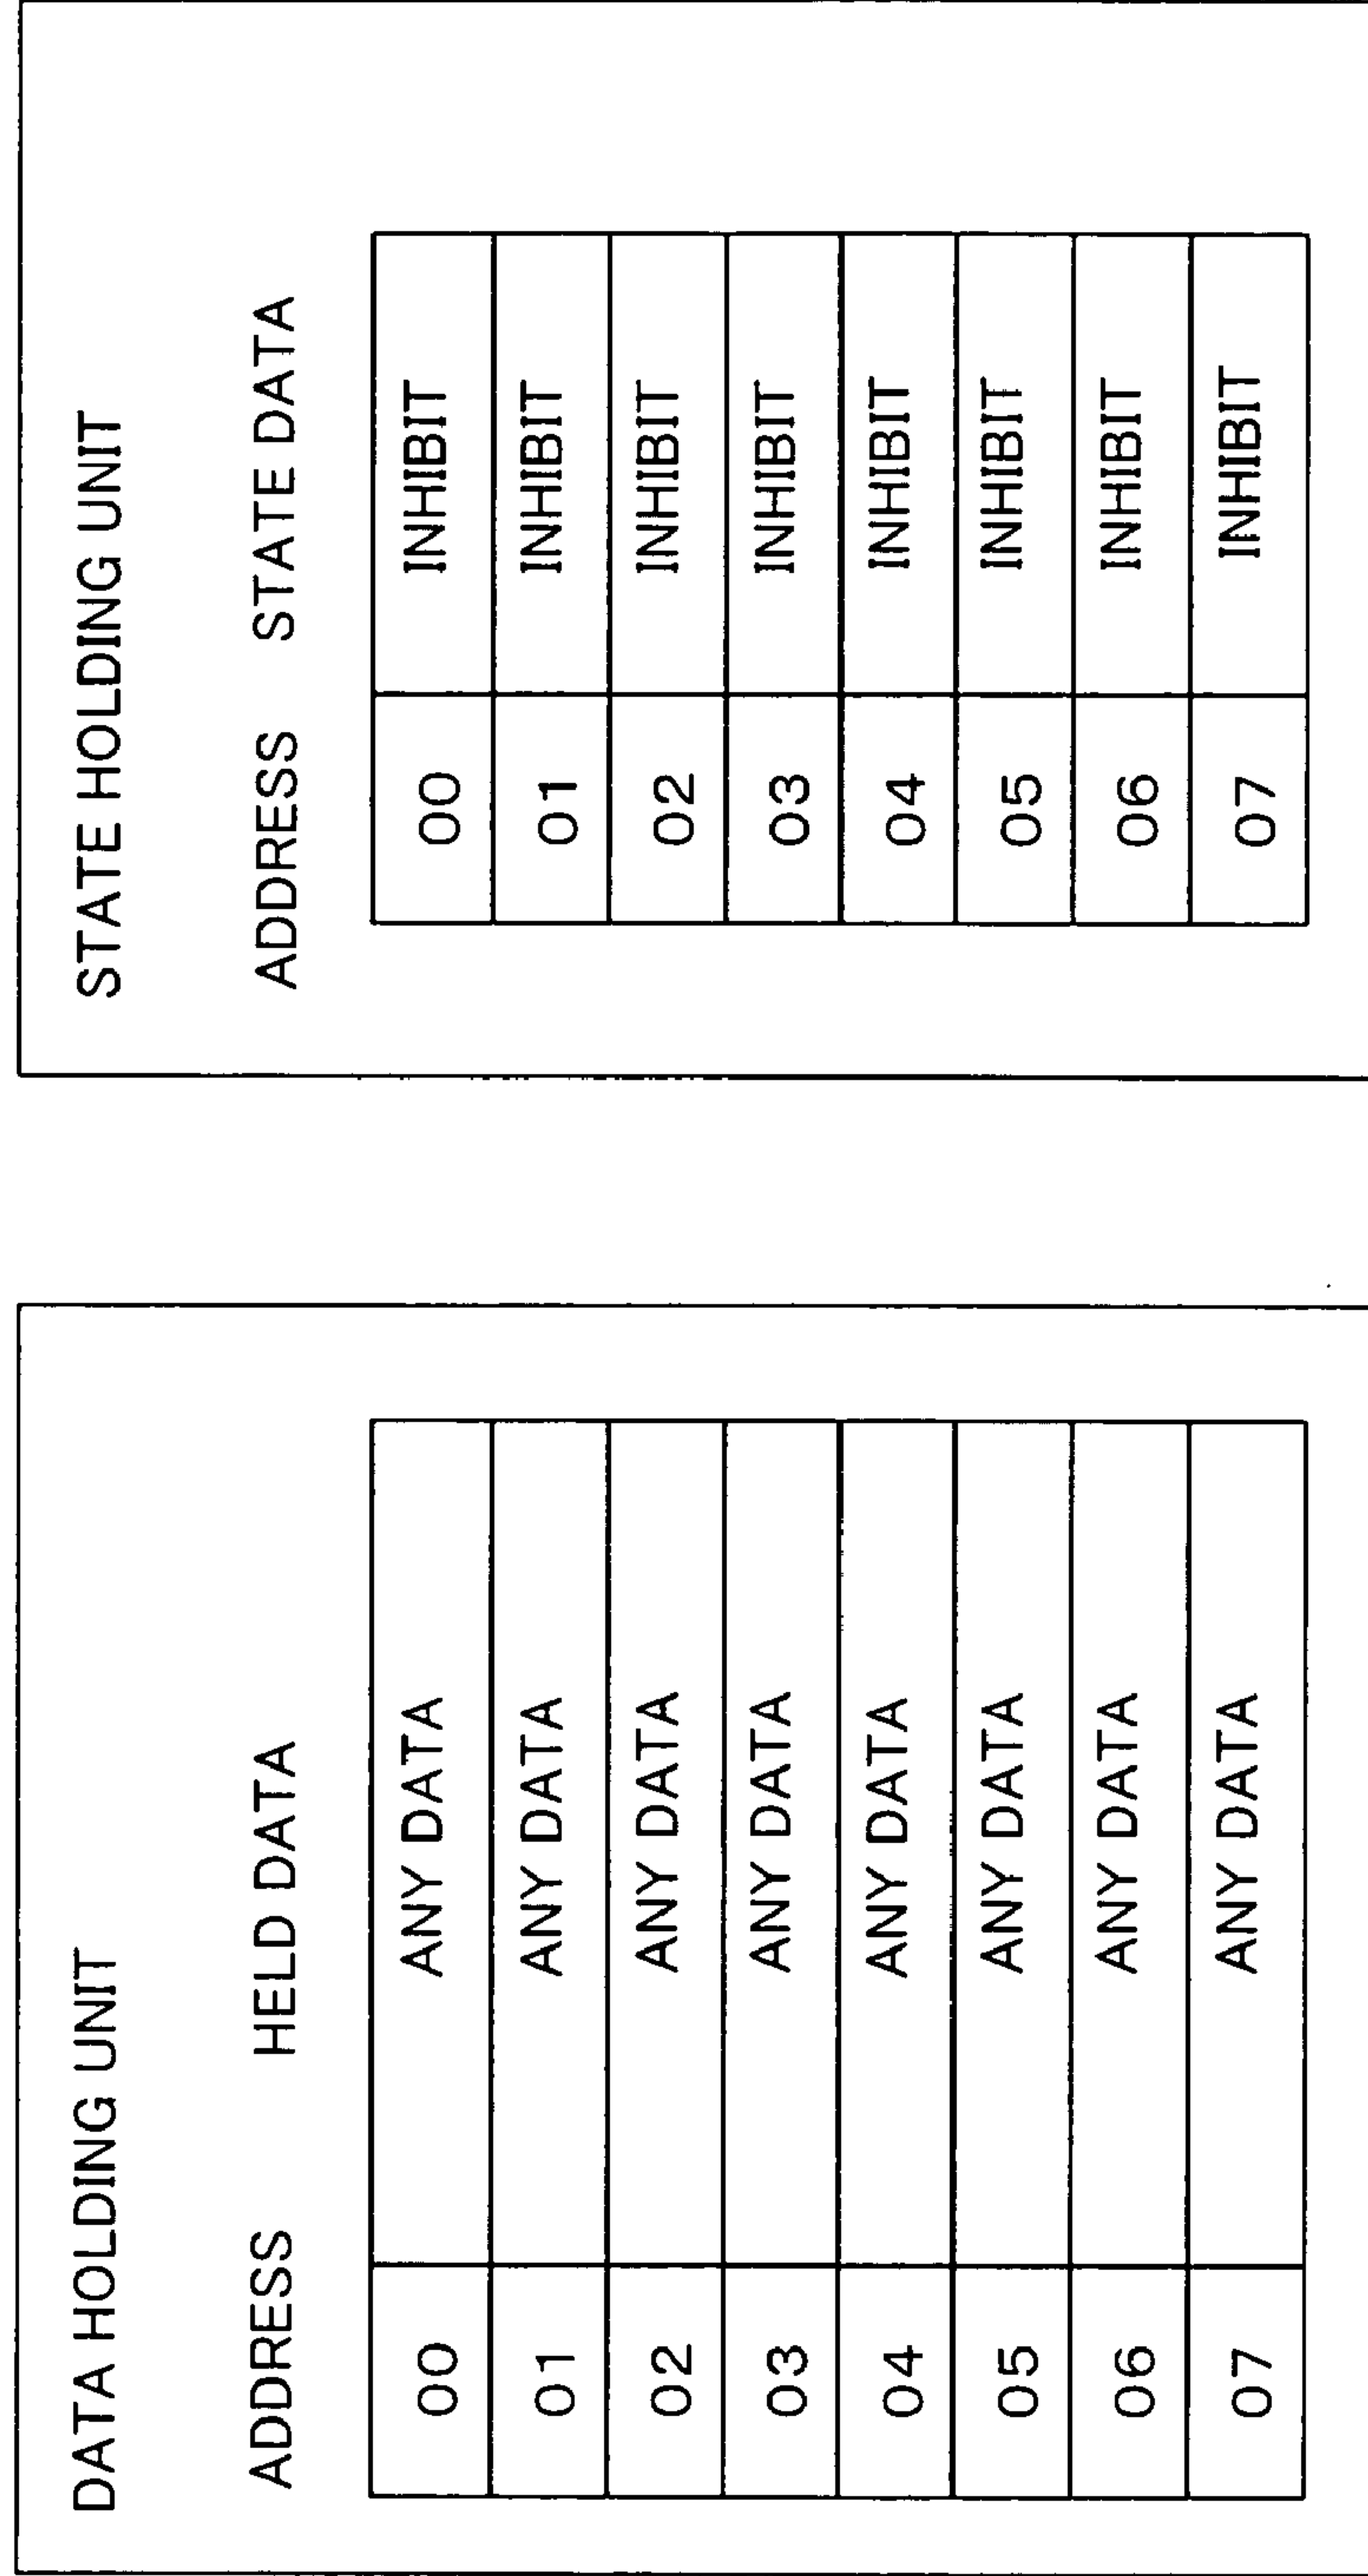 DATA HOLDING UNIT
ADDRESS HELD DATA
00 ANY DATA
01 ANY DATA
02 ANY DATA
03 ANY DATA
04 ANY DATA
05 ANY DATA
06 ANY DATA
07 ANY DATA
STATE HOLDING UNIT
ADDRESS STATE DATA
00 INHIBIT
01 INHIBIT
02 INHIBIT
03 INHIBIT
04 INHIBIT
05 INHIBIT
06 INHIBIT
07 INHIBIT